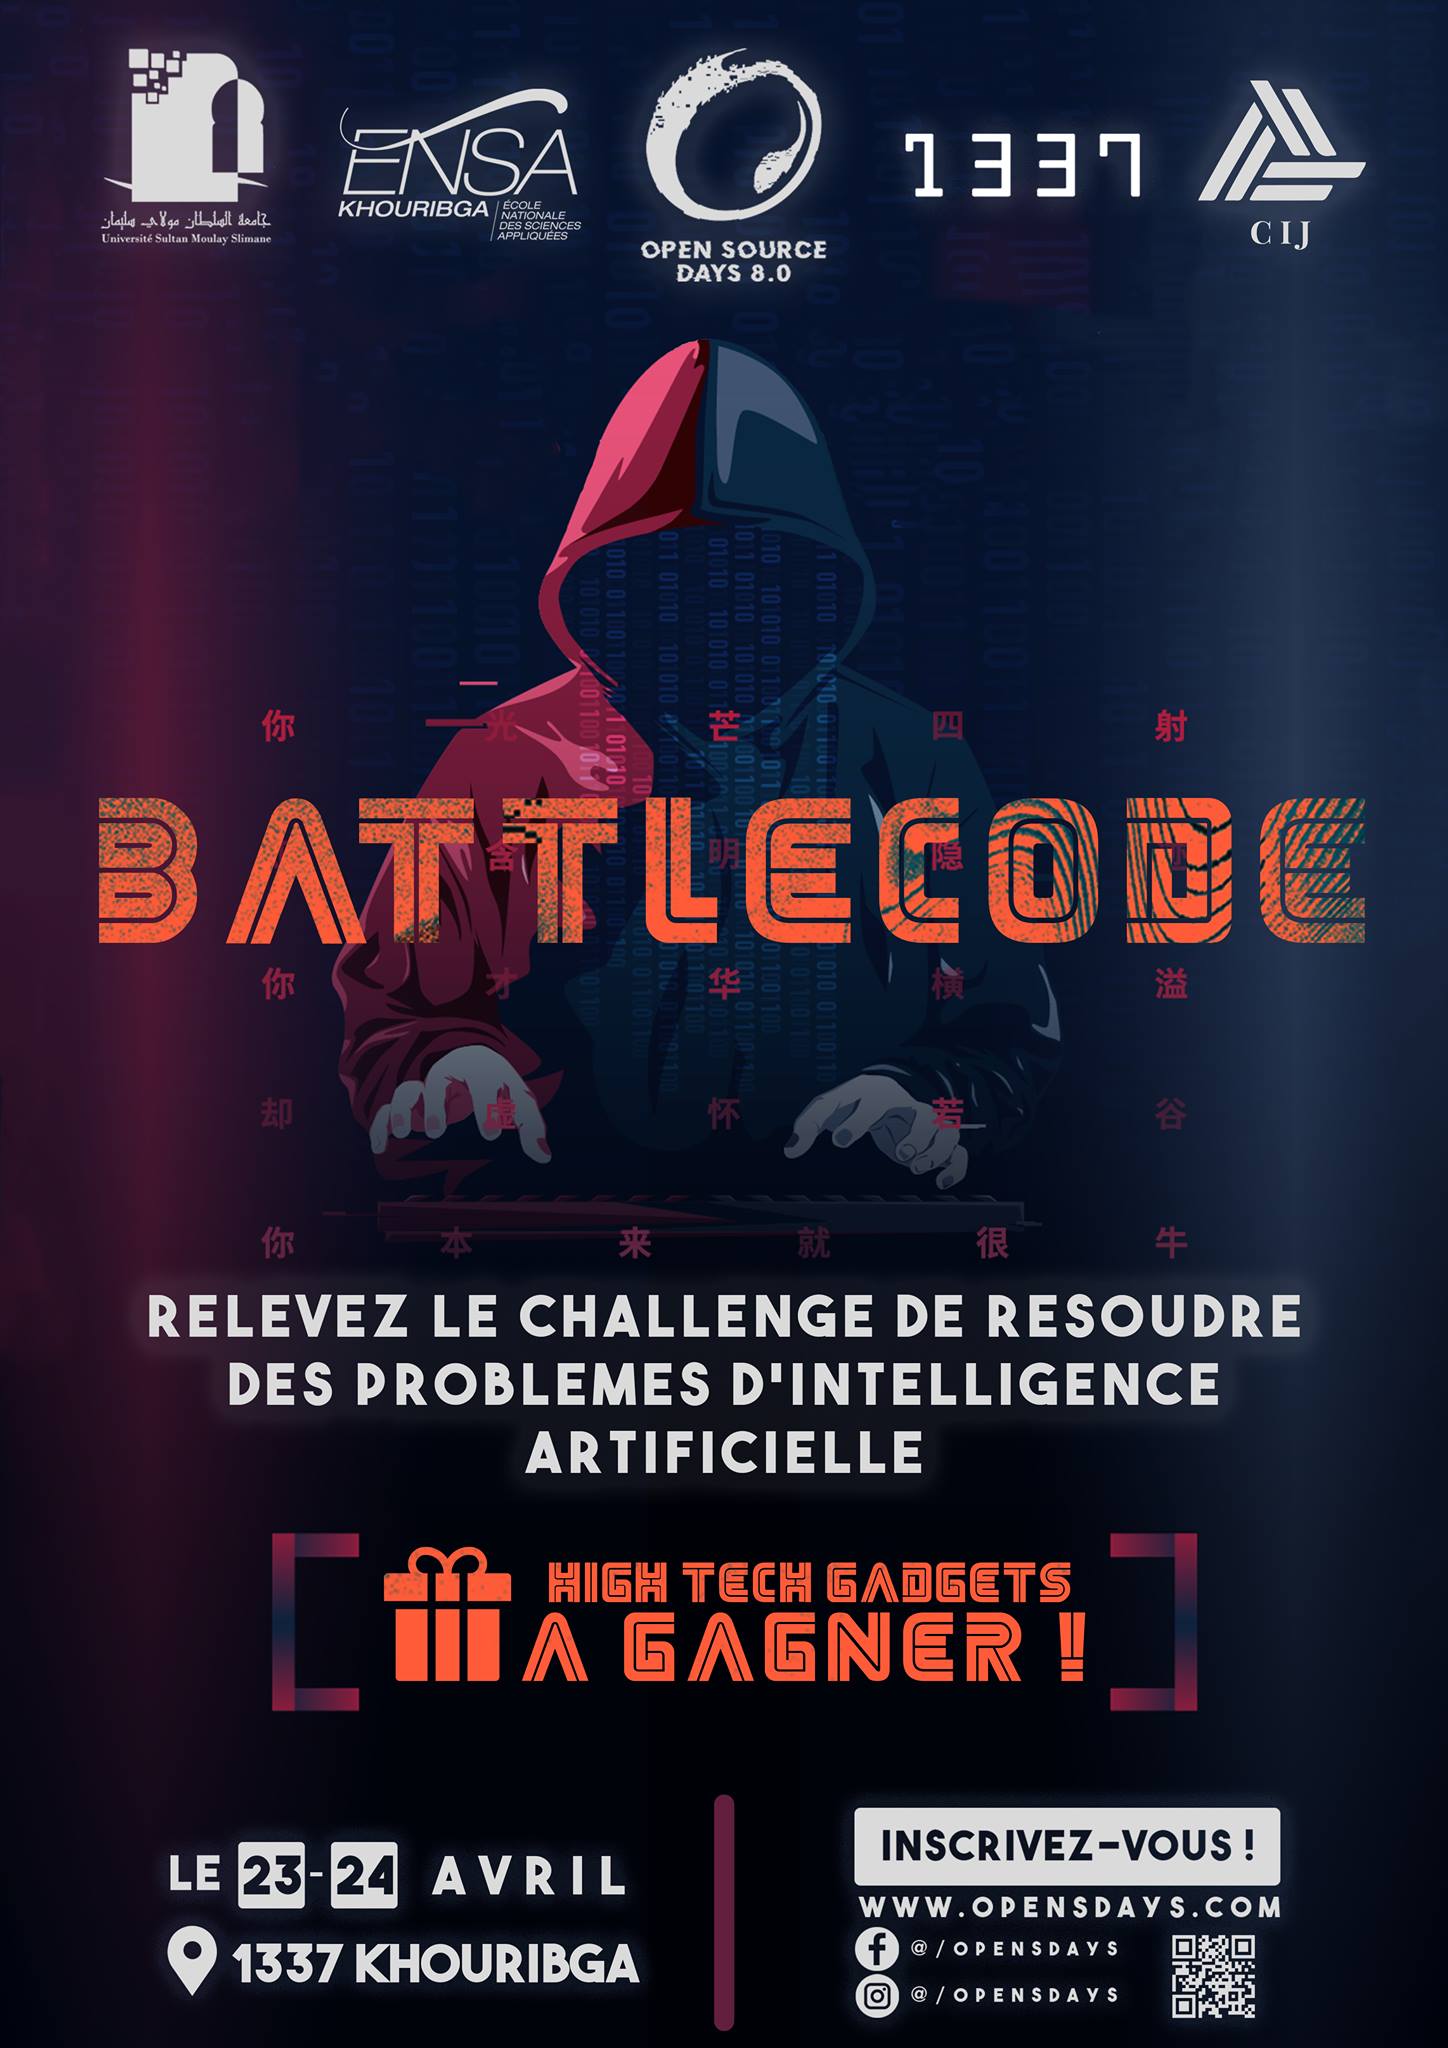 جامعة السلطان مولاي سليمان
Université Sultan Moulay Slimane
ENSA
KHOURIBGA
ÉCOLE
NATIONALE
DES SCIENCES
APPLIQUÉES
OPEN SOURCE
DAYS 8.0
1337
CIJ
你 光 芒 四 射
BATTLECODE
含 明 隐
你 才 华 横 溢
却 虚 怀 若 谷
你 本 来 就 很 牛
RELEVEZ LE CHALLENGE DE RESOUDRE
DES PROBLEMES D'INTELLIGENCE
ARTIFICIELLE
HIGH TECH GADGETS
A GAGNER !
LE 23-24 AVRIL
1337 KHOURIBGA
INSCRIVEZ-VOUS !
WWW.OPENSDAYS.COM
@/OPENSDAYS
@/OPENSDAYS